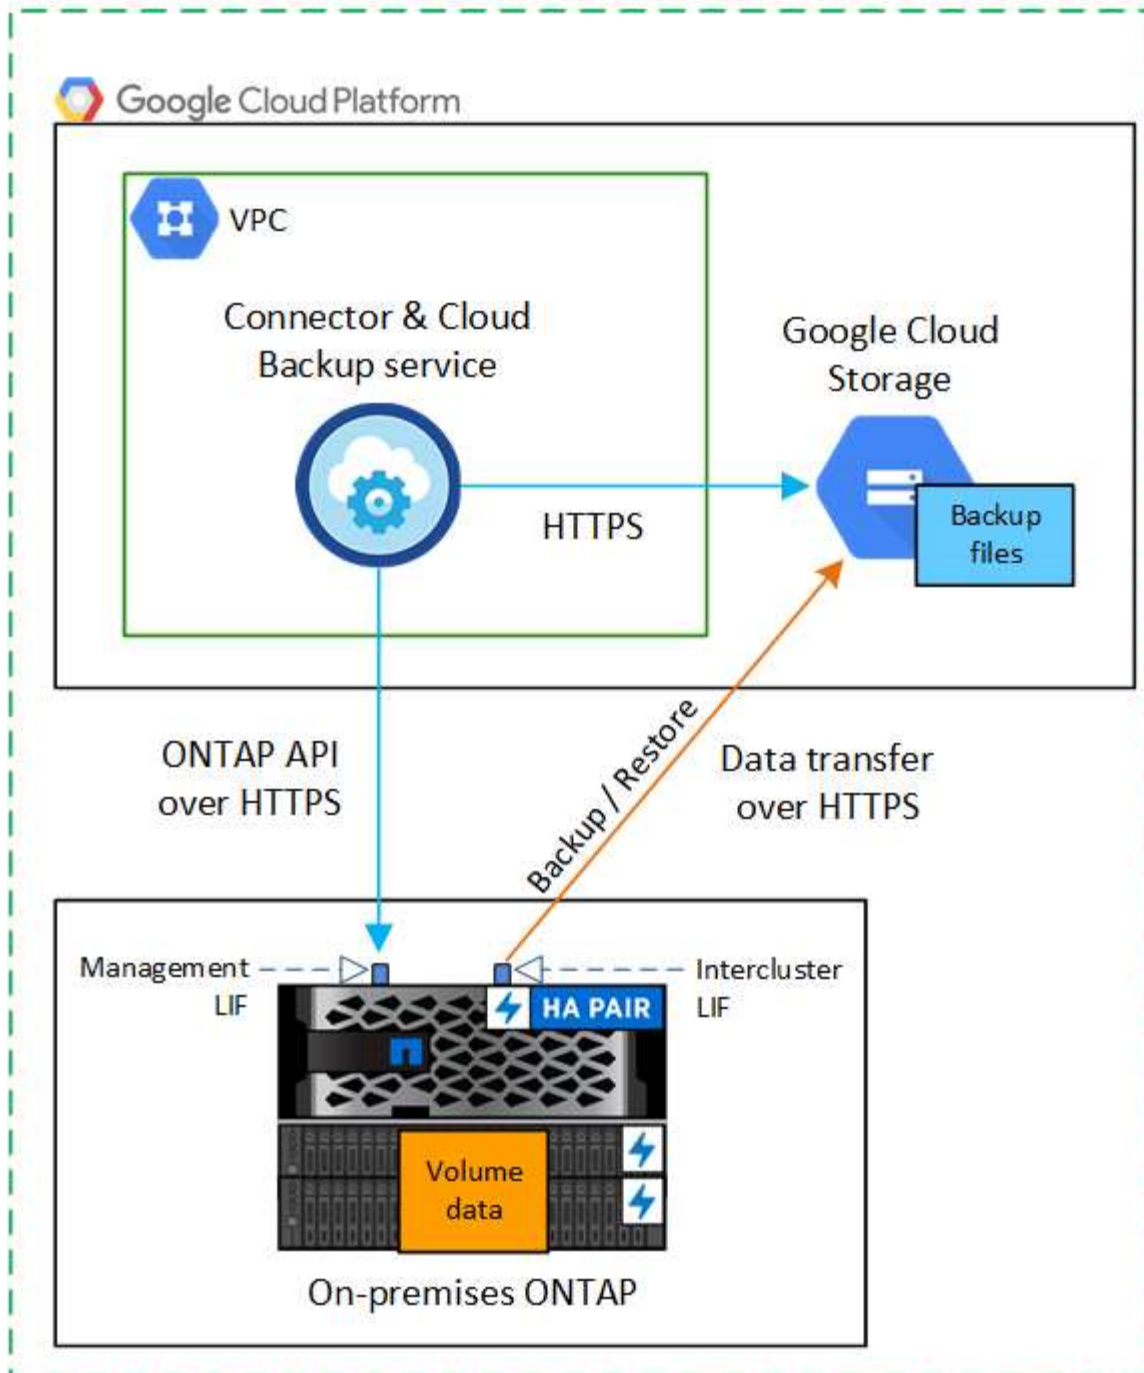 Google Cloud Platform
VPC
Connector & Cloud
Backup service
Google Cloud
Storage
HTTPS
Backup
files
ONTAP API
over HTTPS
Backup / Restore
Data transfer
over HTTPS
Management
LIF
Intercluster
LIF
HA PAIR
Volume
data
On-premises ONTAP